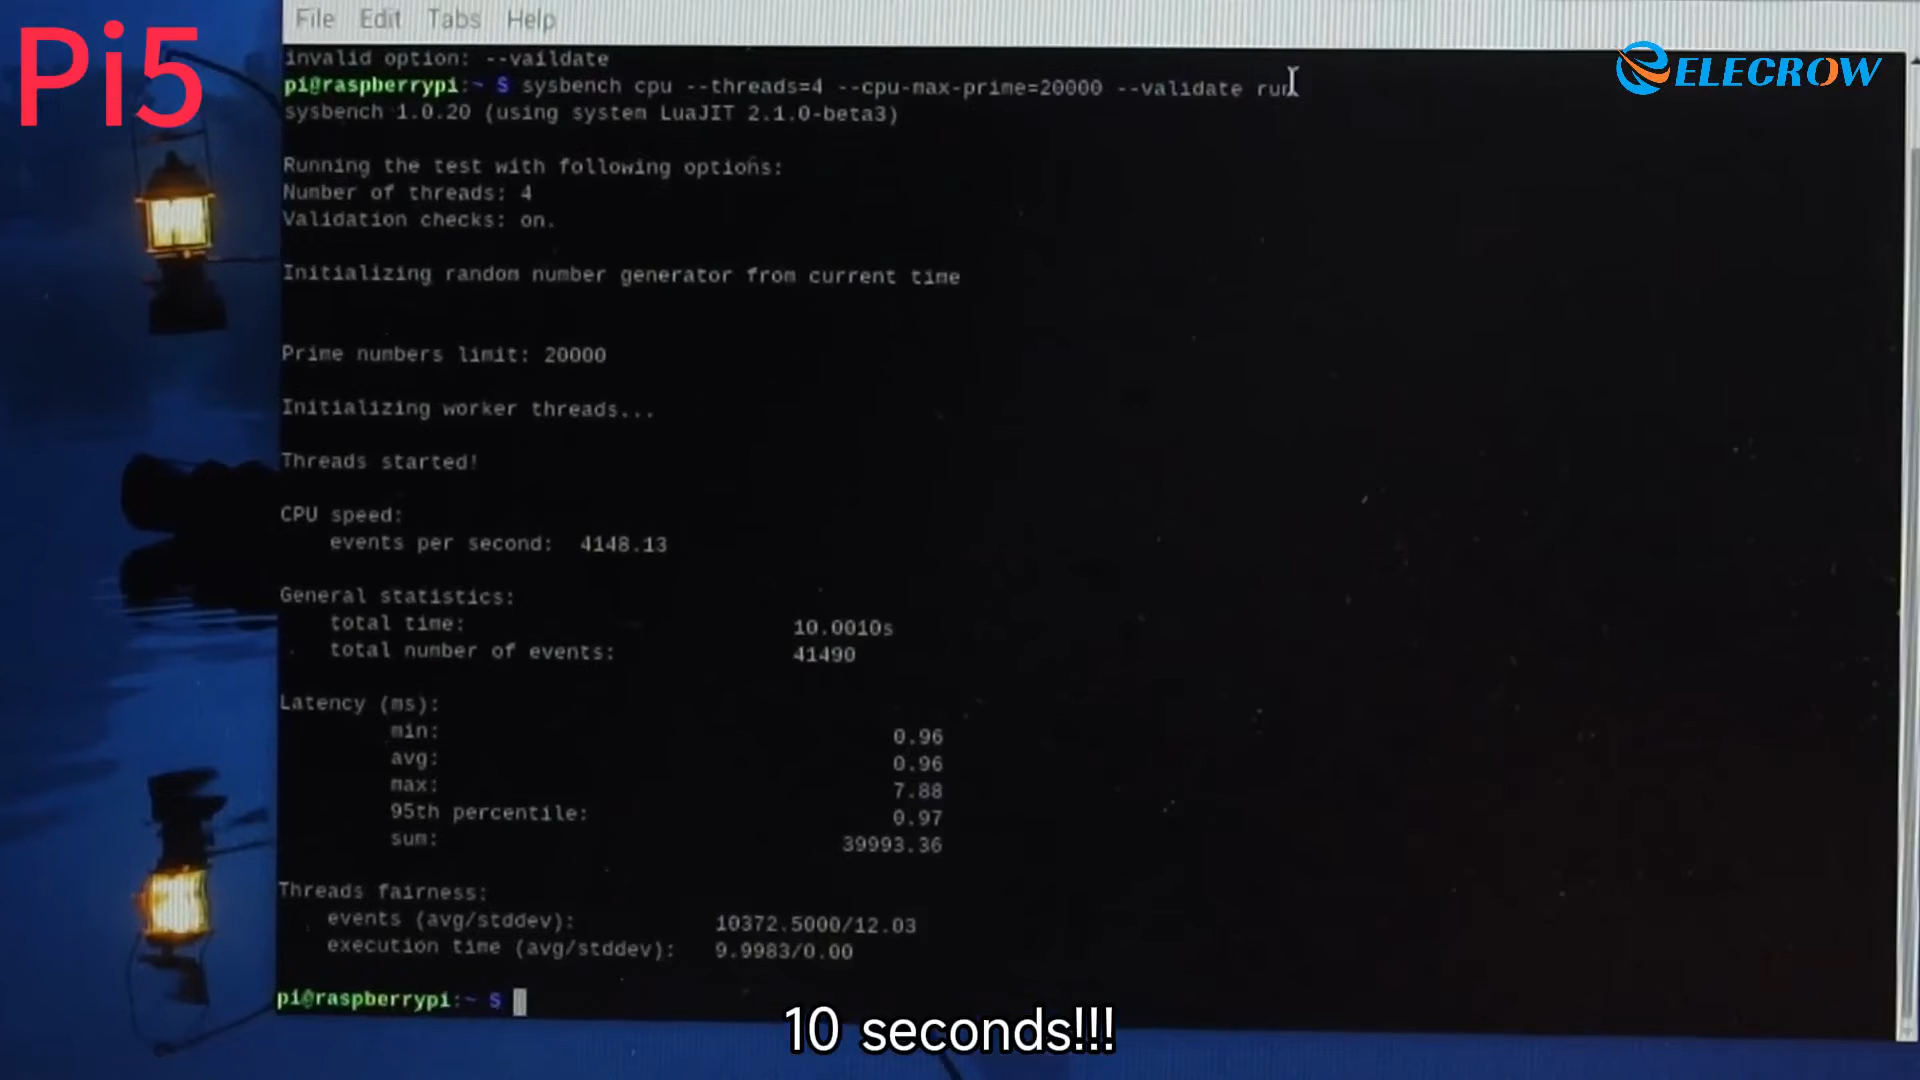 Pi5
File Edit Tabs Help
ELECROW
invalid option: --vaildate
pi@raspberrypi:~ $ sysbench cpu --threads=4 --cpu-max-prime=20000 --validate run
sysbench 1.0.20 (using system LuaJIT 2.1.0-beta3)
Running the test with following options:
Number of threads: 4
Validation checks: on.
Initializing random number generator from current time
Prime numbers limit: 20000
Initializing worker threads...
Threads started!
CPU speed:
events per second: 4148.13
General statistics:
total time: 10.0010s
total number of events: 41490
Latency (ms):
min: 0.96
avg: 0.96
max: 7.88
95th percentile: 0.97
sum: 39993.36
Threads fairness:
events (avg/stddev): 10372.5000/12.03
execution time (avg/stddev): 9.9983/0.00
pi@raspberrypi:~ $
10 seconds!!!